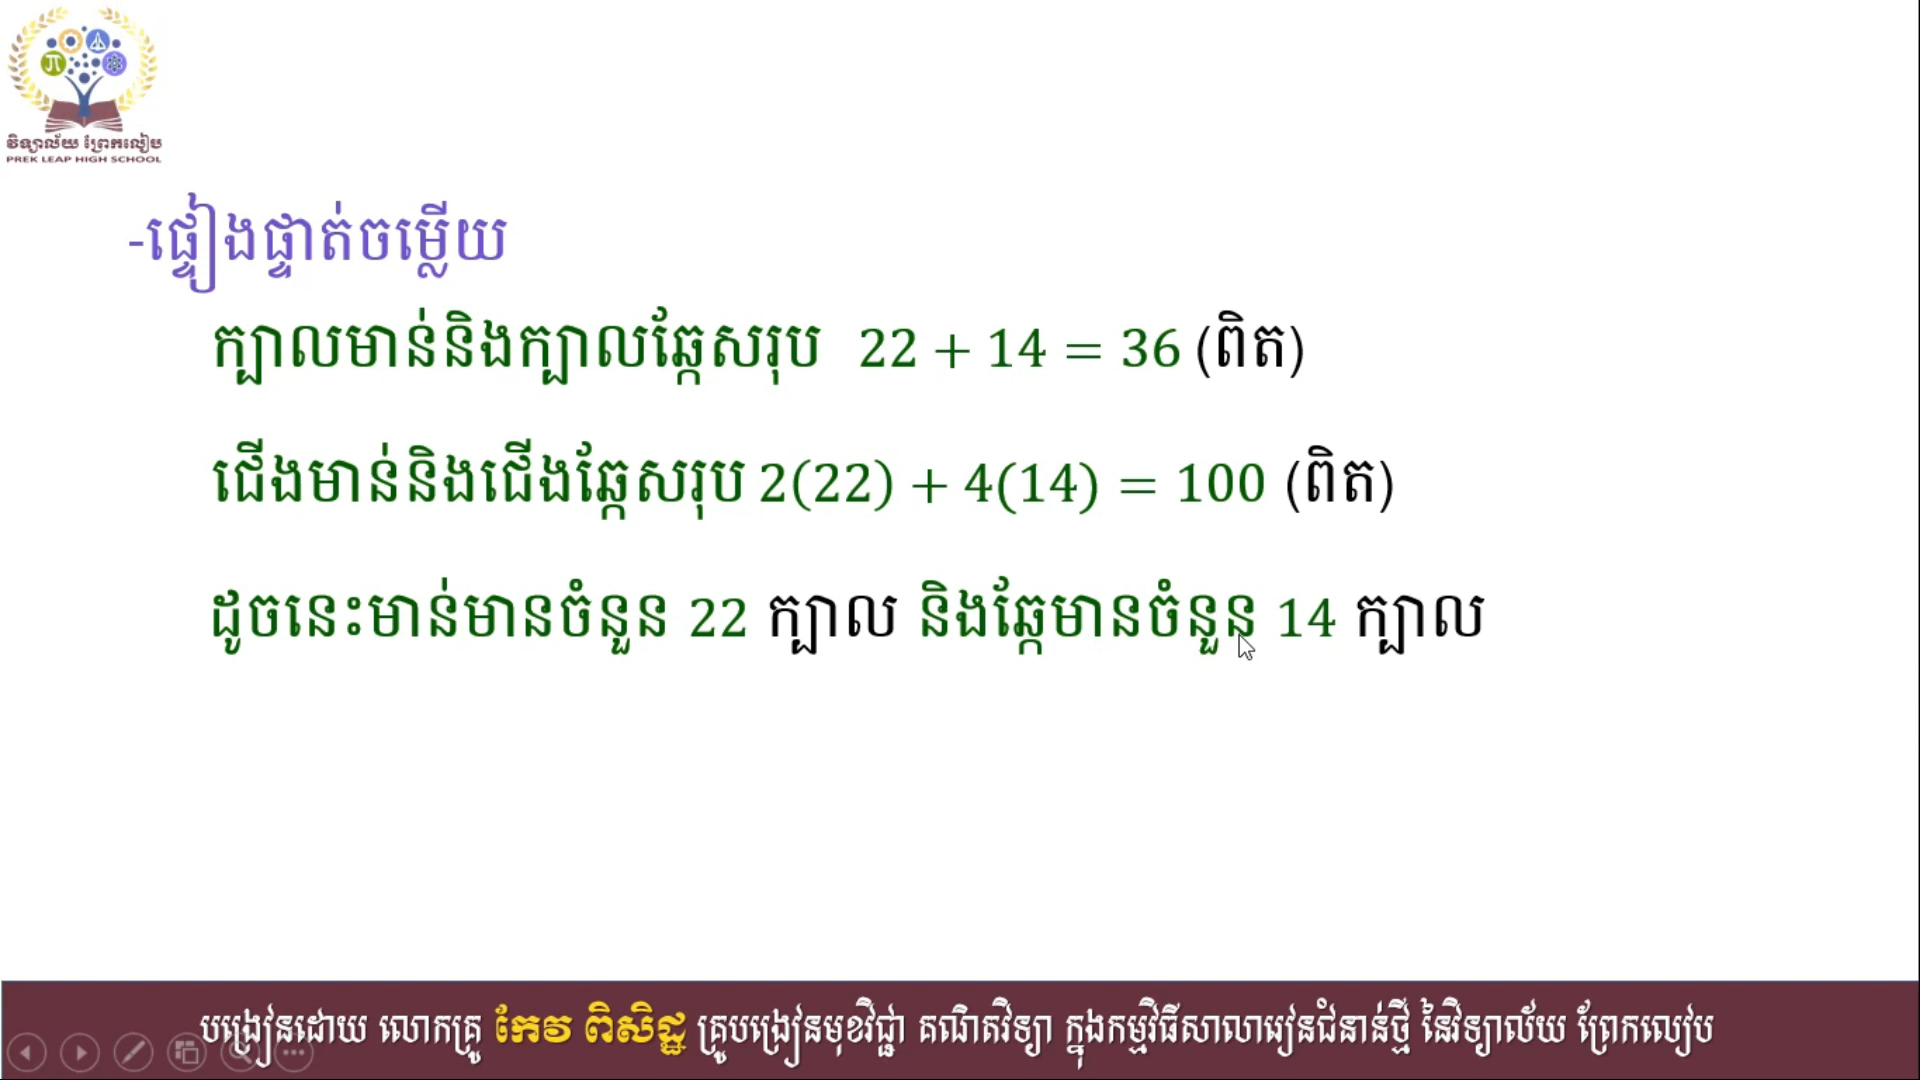 វិទ្យាល័យ ព្រែកលៀប
PREK LEAP HIGH SCHOOL
-ផ្ទៀងផ្ទាត់ចម្លើយ
ក្បាលមាន់និងក្បាលឆ្កែសរុប 22 + 14 = 36 (ពិត)
ជើងមាន់និងជើងឆ្កែសរុប 2(22) + 4(14) = 100 (ពិត)
ដូចនេះមាន់មានចំនួន 22 ក្បាល និងឆ្កែមានចំនួន 14 ក្បាល
បង្រៀនដោយ លោកគ្រូ កែវ ពិសិដ្ឋ គ្រូបង្រៀនមុខវិជ្ជា គណិតវិទ្យា ក្នុងកម្មវិធីសាលារៀនជំនាន់ថ្មី នៃវិទ្យាល័យ ព្រែកលៀប